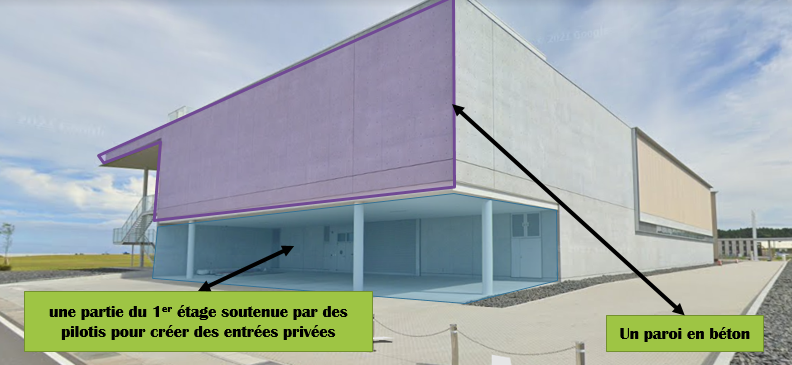 une partie du 1er étage soutenue par des
pilotis pour créer des entrées privées
Un paroi en béton